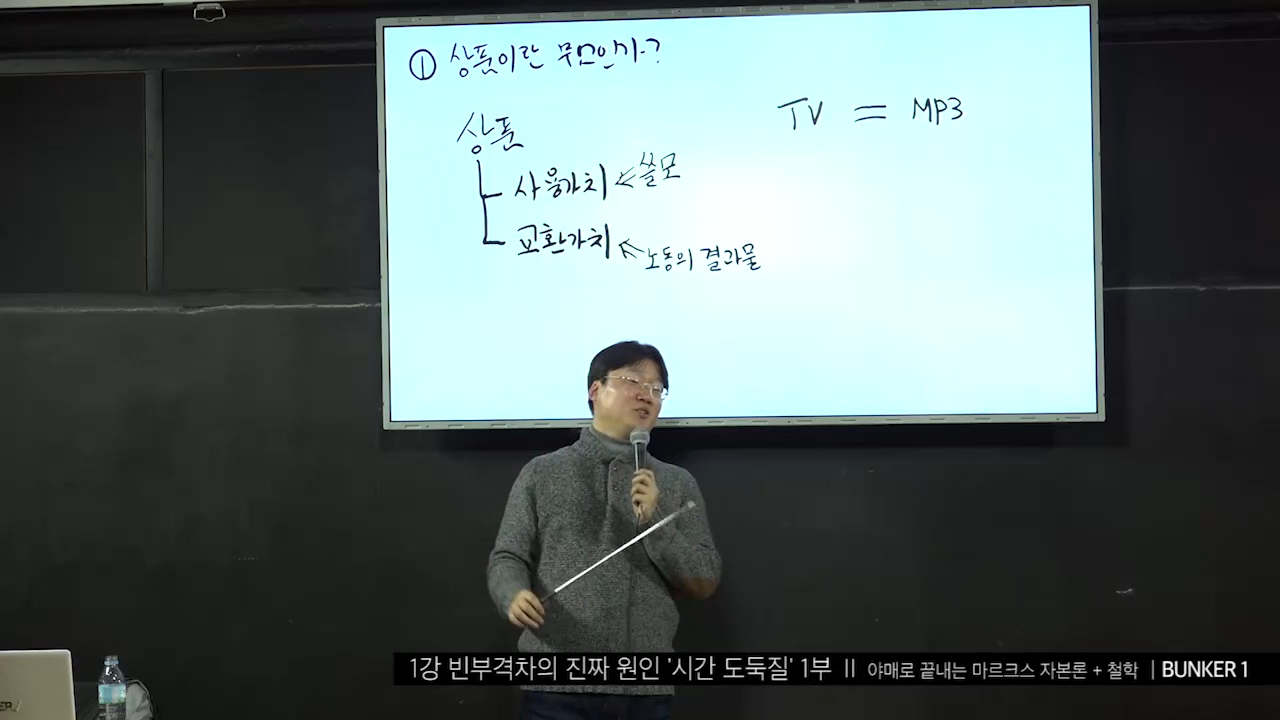 ① 상품이란 무엇인가?
TV = MP3
상품
사용가치 ← 쓸모
교환가치 ← 노동의 결과물
1강 빈부격차의 진짜 원인 '시간 도둑질' 1부 II 야매로 끝내는 마르크스 자본론 + 철학 | BUNKER 1